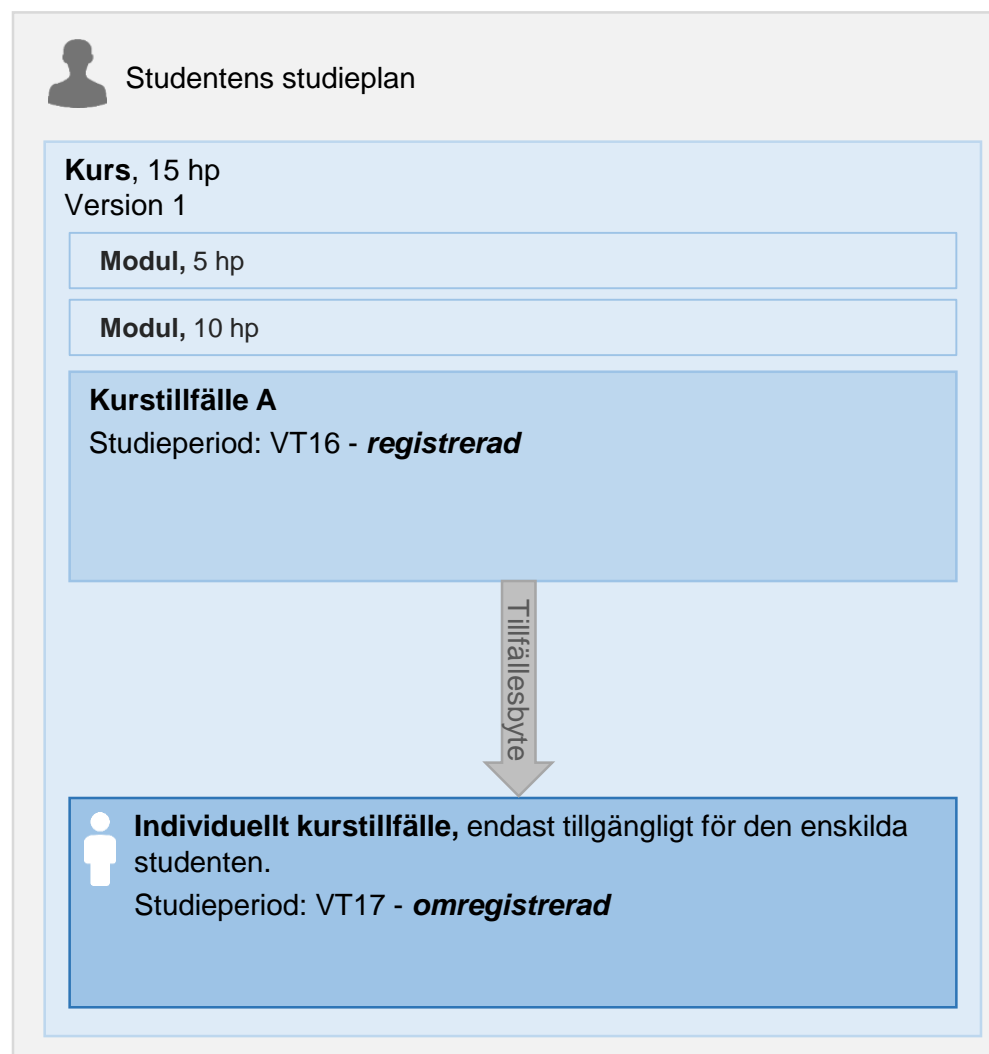 Studentens studieplan
Kurs, 15 hp
Version 1
Modul, 5 hp
Modul, 10 hp
Kurstillfälle A
Studieperiod: VT16 - registrerad
Tillfällesbyte
Individuellt kurstillfälle, endast tillgängligt för den enskilda
studenten.
Studieperiod: VT17 - omregistrerad